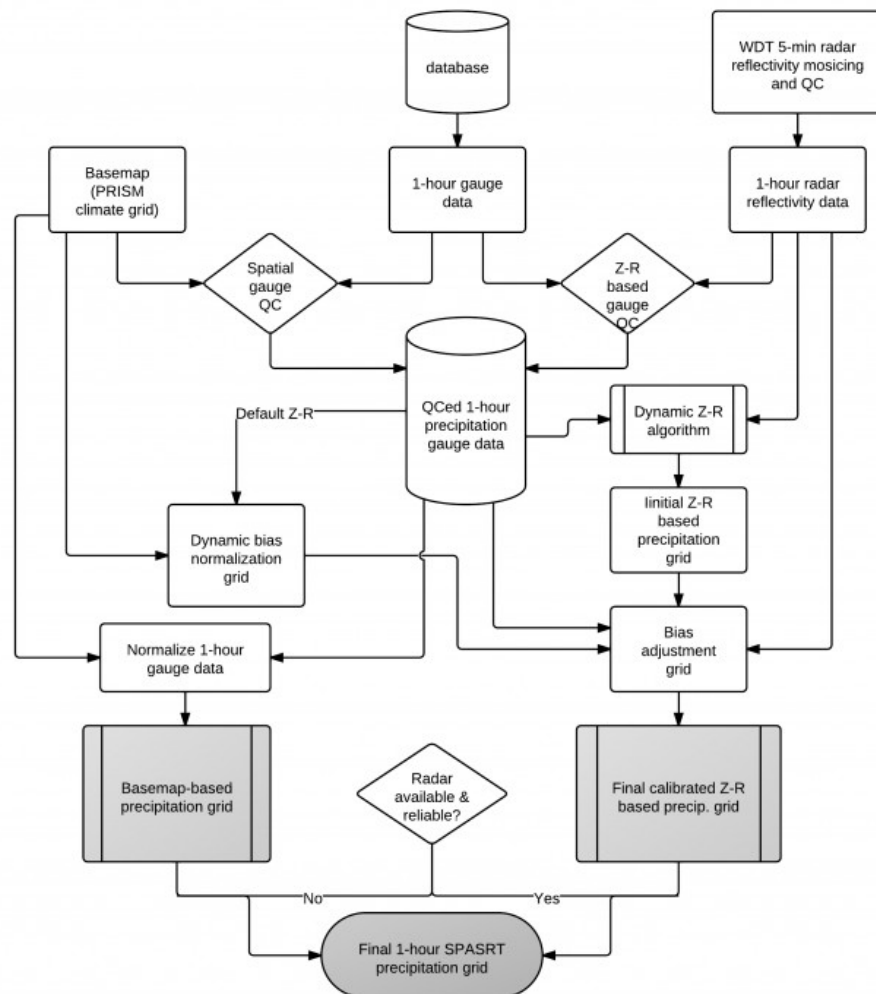 database
WDT 5-min radar
reflectivity mosicing
and QC
Basemap
(PRISM
climate grid)
1-hour gauge
data
1-hour radar
reflectivity data
Spatial
gauge
QC
Z-R
based
gauge
QC
QCed 1-hour
precipitation
gauge data
Default Z-R
Dynamic Z-R
algorithm
Iinitial Z-R
based
precipitation
grid
Dynamic bias
normalization
grid
Normalize 1-hour
gauge data
Bias
adjustment
grid
Basemap-based
precipitation grid
Radar
available &
reliable?
Final calibrated Z-R
based precip. grid
No
Yes
Final 1-hour SPASRT
precipitation grid